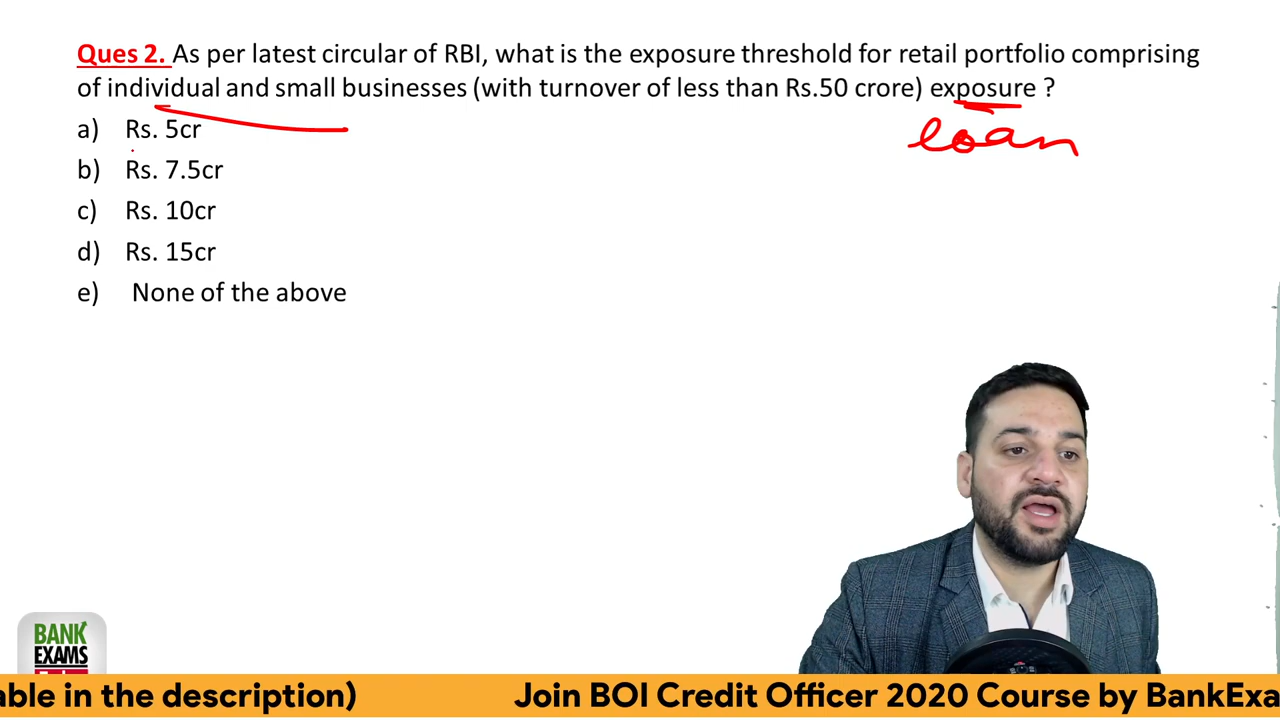 Ques 2. As per latest circular of RBI, what is the exposure threshold for retail portfolio comprising
of individual and small businesses (with turnover of less than Rs.50 crore) exposure ?
loan
a) Rs. 5cr
b) Rs. 7.5cr
c) Rs. 10cr
d) Rs. 15cr
e) None of the above
BANK
EXAMS
able in the description) Join BOI Credit Officer 2020 Course by BankExa